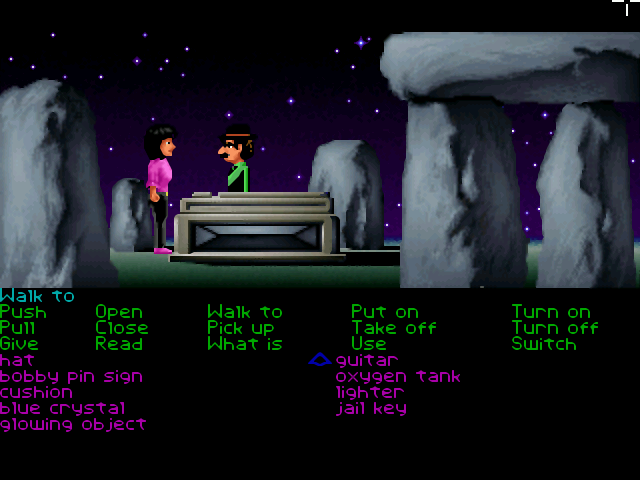 Walk to
Push Open Walk to Put on Turn on
Pull Close Pick up Take off Turn off
Give Read What is Use Switch
hat guitar
bobby pin sign oxygen tank
cushion lighter
blue crystal jail key
glowing object